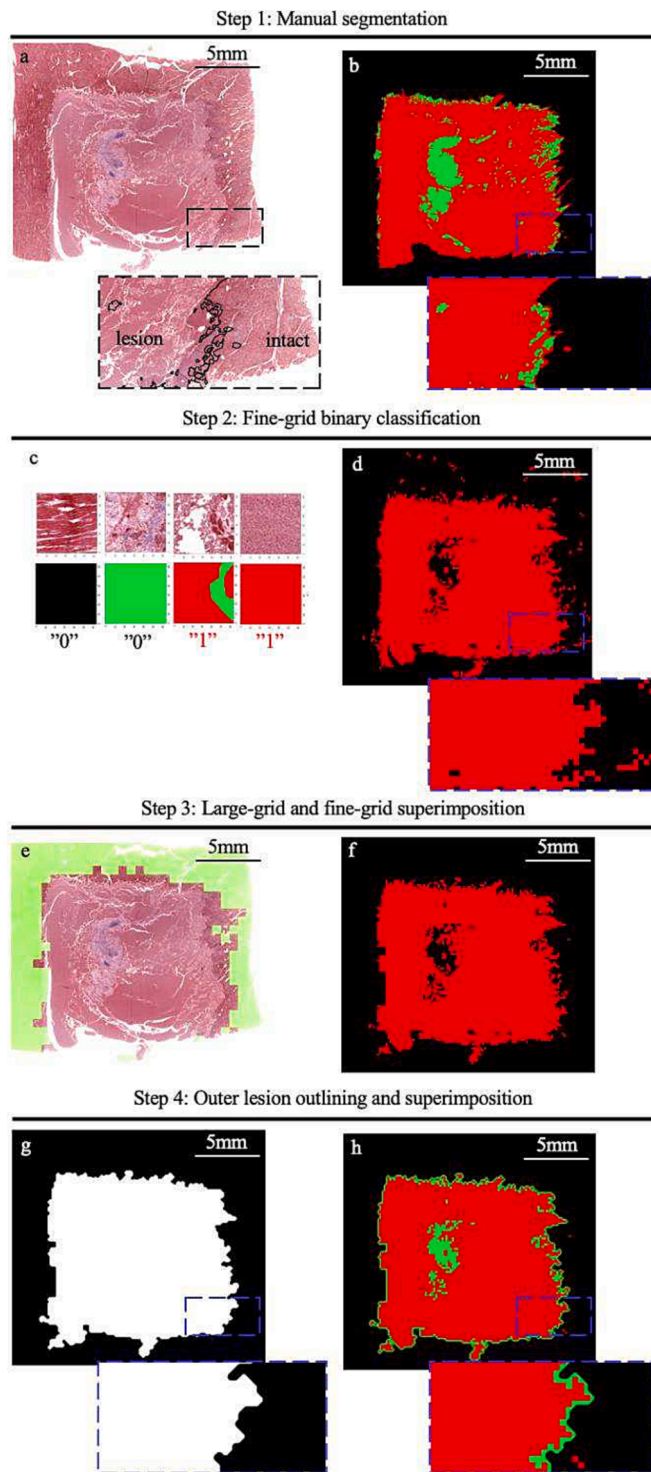 Step 1: Manual segmentation
a
5mm
b
5mm
lesion
intact
Step 2: Fine-grid binary classification
c
d
5mm
"0"
"0"
"1"
"1"
Step 3: Large-grid and fine-grid superimposition
e
5mm
f
5mm
Step 4: Outer lesion outlining and superimposition
g
5mm
h
5mm